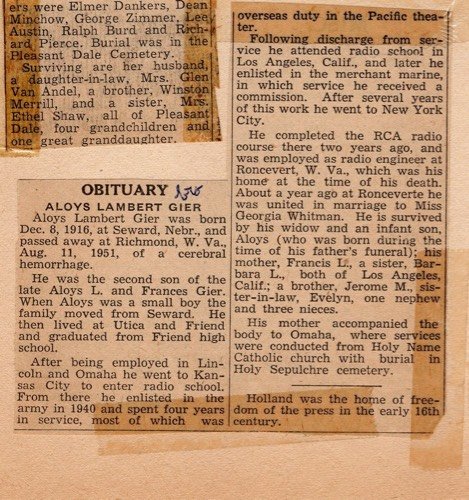 ers were Elmer Dankers, Dean
Minchow, George Zimmer, Lee
Austin, Ralph Burd and Rich-
ard Pierce. Burial was in the
Pleasant Dale Cemetery.
Surviving are her husband,
a daughter-in-law, Mrs. Glen
Van Andel, a brother, Winston
Merrill, and a sister, Mrs.
Ethel Shaw, all of Pleasant
Dale, four grandchildren and
one great granddaughter.
OBITUARY
ALOYS LAMBERT GIER
Aloys Lambert Gier was born
Dec. 8, 1916, at Seward, Nebr., and
passed away at Richmond, W. Va.,
Aug. 11, 1951, of a cerebral
hemorrhage.
He was the second son of the
late Aloys L. and Frances Gier.
When Aloys was a small boy the
family moved from Seward. He
then lived at Utica and Friend
and graduated from Friend high
school.
After being employed in Lin-
coln and Omaha he went to Kan-
sas City to enter radio school.
From there he enlisted in the
army in 1940 and spent four years
in service, most of which was
overseas duty in the Pacific thea-
ter.
Following discharge from ser-
vice he attended radio school in
Los Angeles, Calif., and later he
enlisted in the merchant marine,
in which service he received a
commission. After several years
of this work he went to New York
City.
He completed the RCA radio
course there two years ago, and
was employed as radio engineer at
Roncevert, W. Va., which was his
home at the time of his death.
About a year ago at Ronceverte he
was united in marriage to Miss
Georgia Whitman. He is survived
by his widow and an infant son,
Aloys (who was born during the
time of his father's funeral); his
mother, Francis L., a sister, Bar-
bara L., both of Los Angeles,
Calif.; a brother, Jerome M., sis-
ter-in-law, Evelyn, one nephew
and three nieces.
His mother accompanied the
body to Omaha, where services
were conducted from Holy Name
Catholic church with burial in
Holy Sepulchre cemetery.
Holland was the home of free-
dom of the press in the early 16th
century.